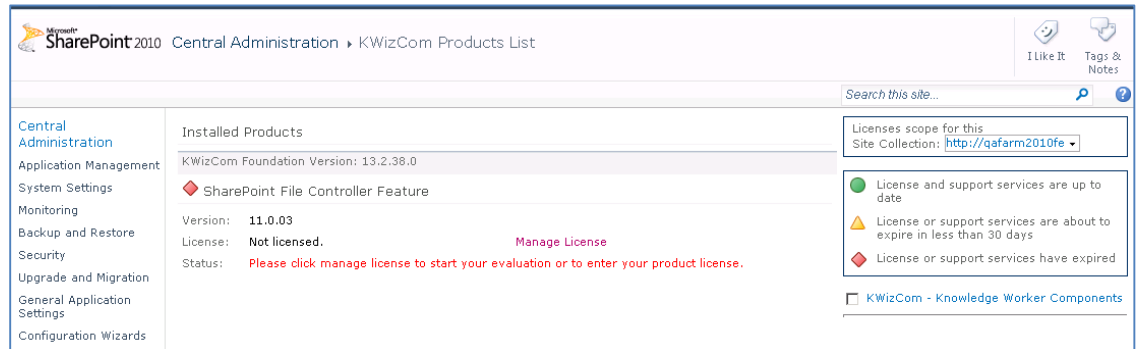 Microsoft
SharePoint 2010 Central Administration ▸ KWizCom Products List
I Like It
Tags & Notes
Search this site...
Central Administration
Application Management
System Settings
Monitoring
Backup and Restore
Security
Upgrade and Migration
General Application Settings
Configuration Wizards
Installed Products
KWizCom Foundation Version: 13.2.38.0
SharePoint File Controller Feature
Version: 11.0.03
License: Not licensed. Manage License
Status: Please click manage license to start your evaluation or to enter your product license.
Licenses scope for this
Site Collection: http://qafarm2010fe
License and support services are up to
date
License or support services are about to
expire in less than 30 days
License or support services have expired
KWizCom - Knowledge Worker Components